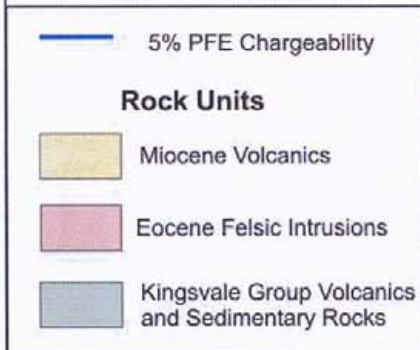 5% PFE Chargeability
Rock Units
Miocene Volcanics
Eocene Felsic Intrusions
Kingsvale Group Volcanics
and Sedimentary Rocks